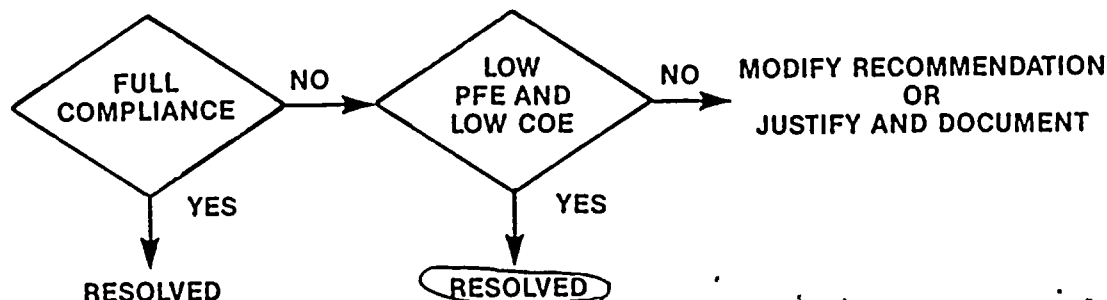 FULL
COMPLIANCE
NO
LOW
PFE AND
LOW COE
NO
MODIFY RECOMMENDATION
OR
JUSTIFY AND DOCUMENT
YES
YES
RESOLVED
RESOLVED